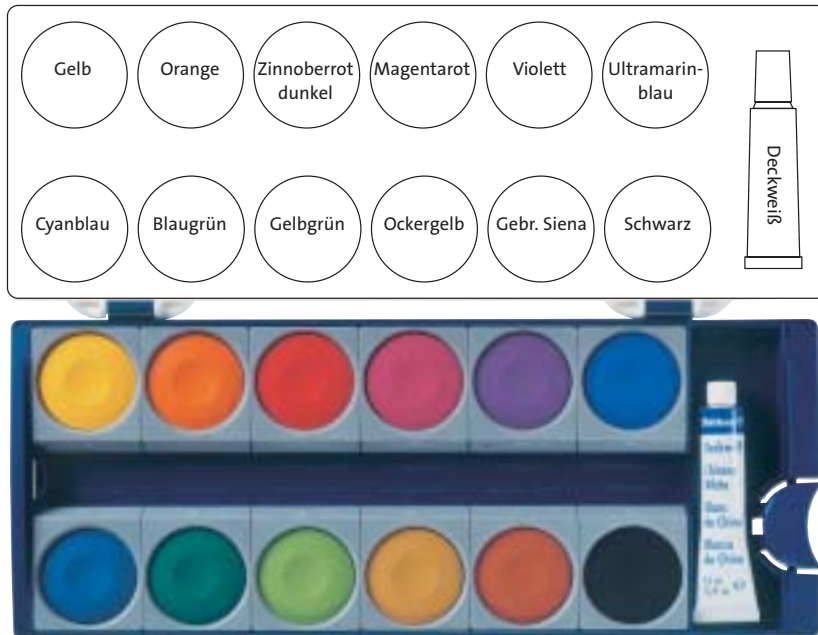 Gelb
Orange
Zinnoberrot
dunkel
Magentarot
Violett
Ultramarin-
blau
Deckweiß
Cyanblau
Blaugrün
Gelbgrün
Ockergelb
Gebr. Siena
Schwarz